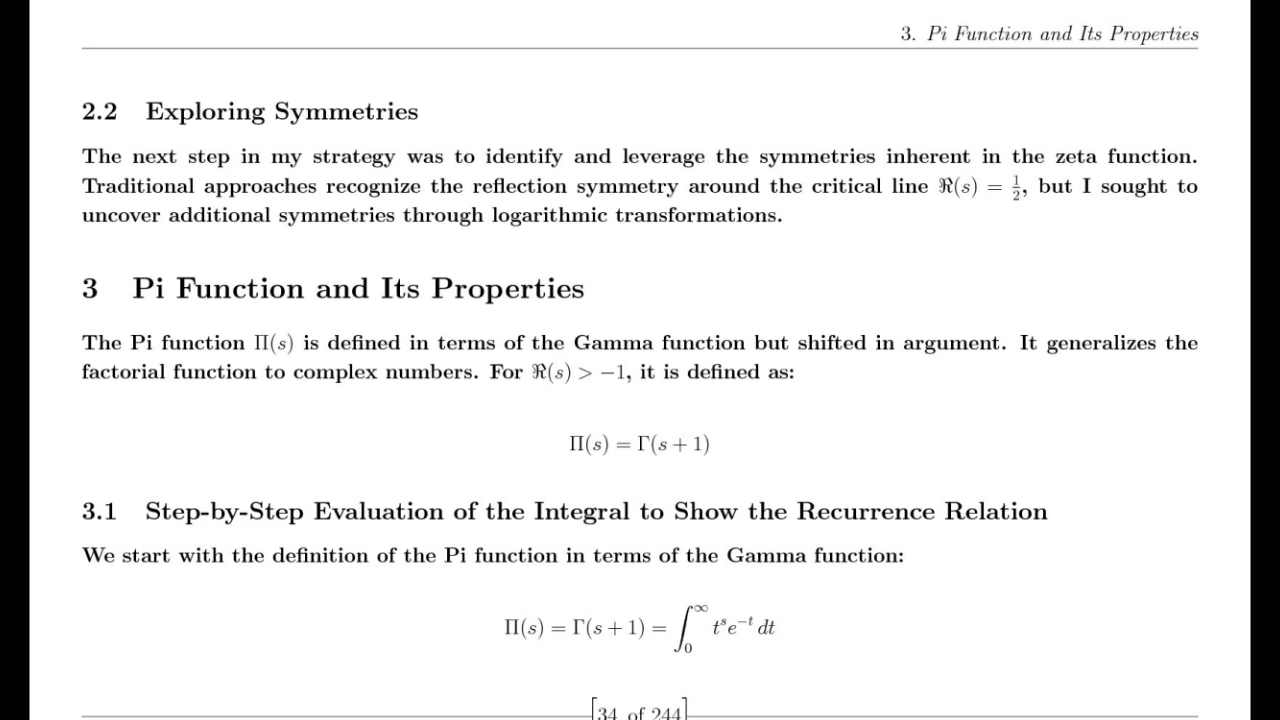 3. Pi Function and Its Properties
2.2 Exploring Symmetries
The next step in my strategy was to identify and leverage the symmetries inherent in the zeta function.
Traditional approaches recognize the reflection symmetry around the critical line ℜ(s) = 1/2, but I sought to
uncover additional symmetries through logarithmic transformations.
3 Pi Function and Its Properties
The Pi function Π(s) is defined in terms of the Gamma function but shifted in argument. It generalizes the
factorial function to complex numbers. For ℜ(s) > −1, it is defined as:
Π(s) = Γ(s + 1)
3.1 Step-by-Step Evaluation of the Integral to Show the Recurrence Relation
We start with the definition of the Pi function in terms of the Gamma function:
Π(s) = Γ(s + 1) = ∫₀^∞ tˢe⁻ᵗ dt
[34 of 244]